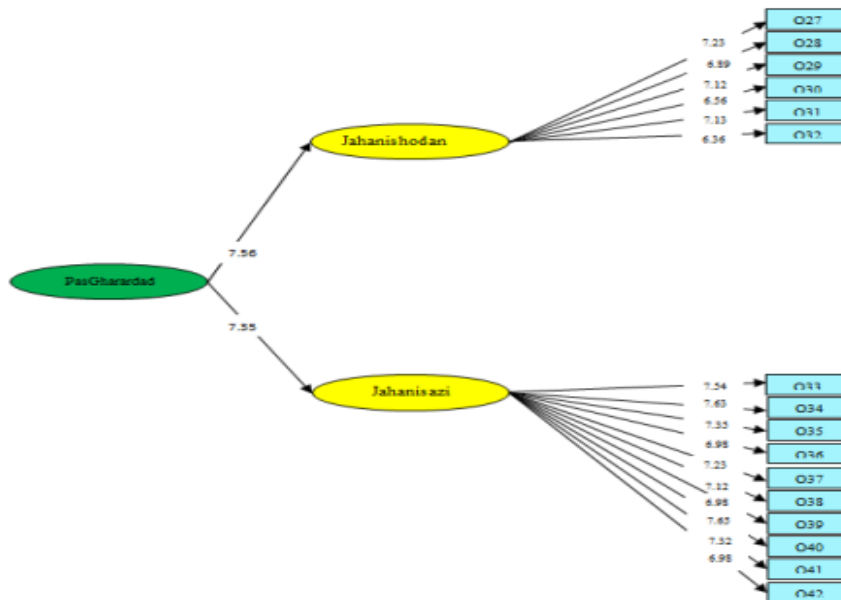 O27
7.23
O28
6.89
O29
7.12
O30
6.56
O31
7.13
O32
6.36
Jahanishodan
7.56
PasGharardad
7.55
Jahanisazi
7.54
O33
7.63
O34
7.35
O35
6.98
O36
7.23
O37
7.12
O38
6.98
O39
7.65
O40
7.32
O41
6.98
O42